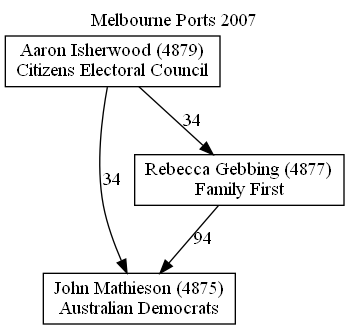 Melbourne Ports 2007
Aaron Isherwood (4879)
Citizens Electoral Council
34
Rebecca Gebbing (4877)
Family First
34
94
John Mathieson (4875)
Australian Democrats